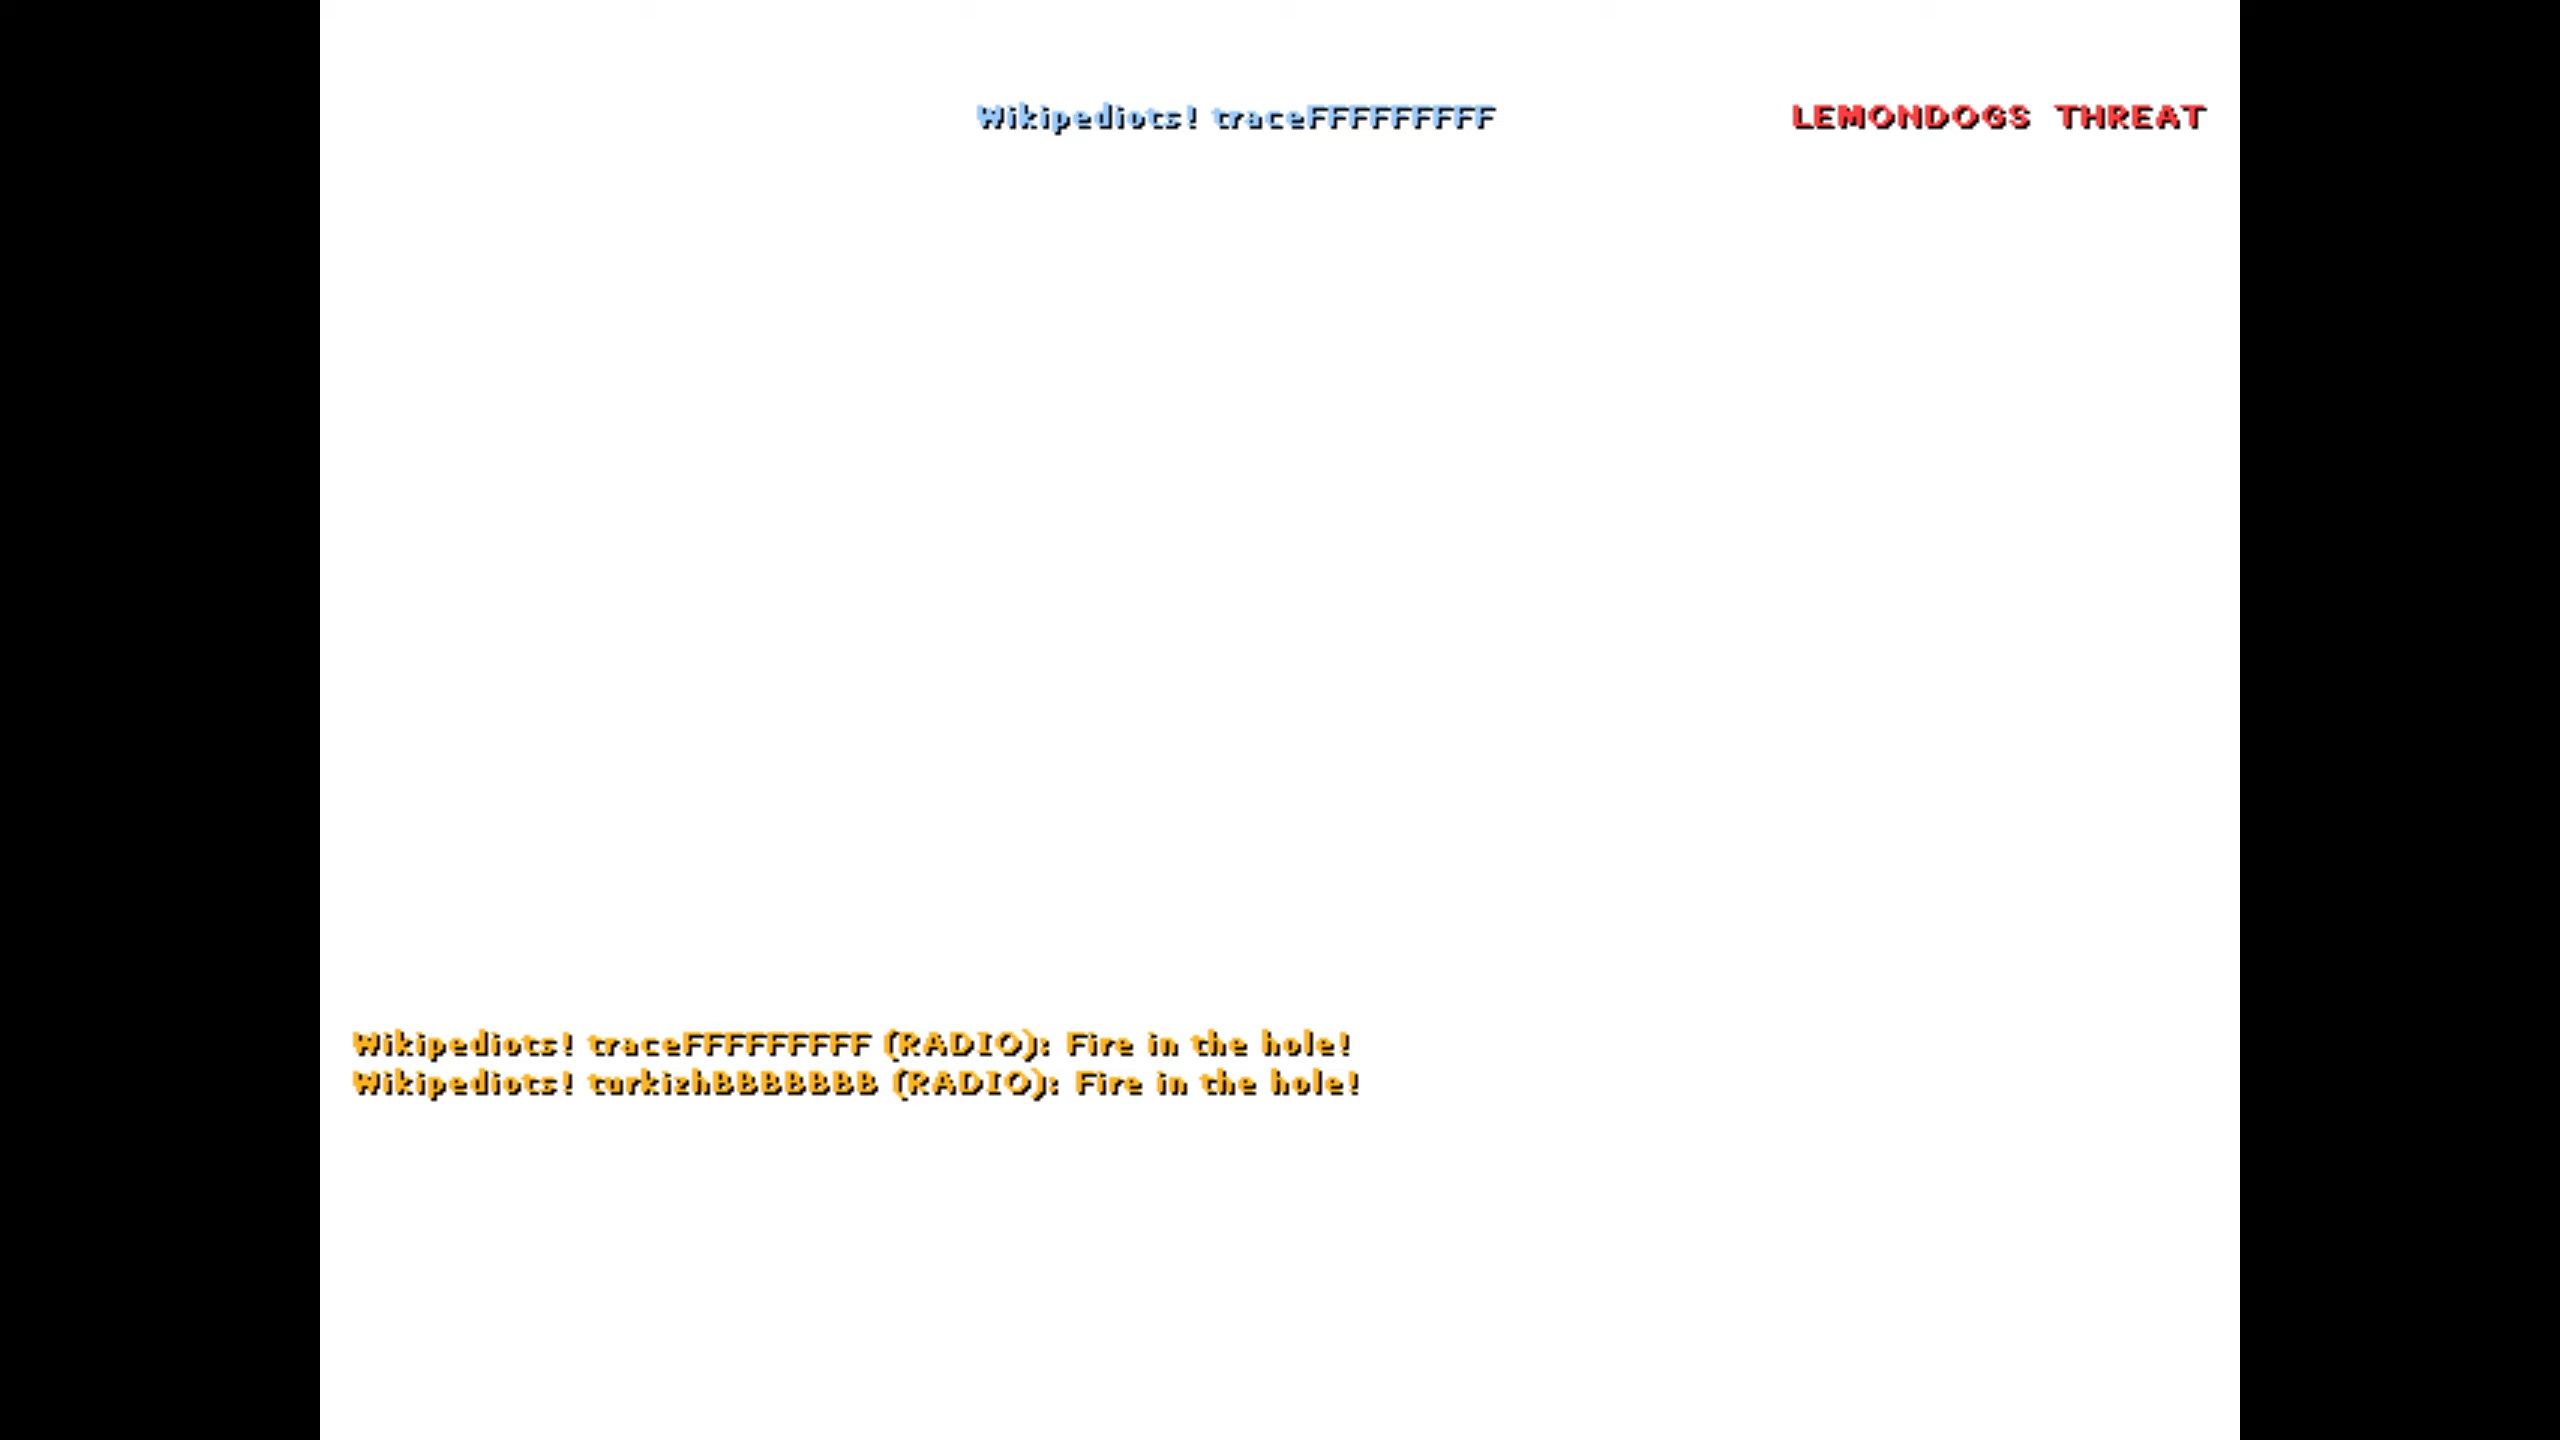 Wikipediots! traceFFFFFFFFF
LEMONDOGS THREAT
Wikipediots! traceFFFFFFFFF (RADIO): Fire in the hole!
Wikipediots! turkizhBBBBBBB (RADIO): Fire in the hole!